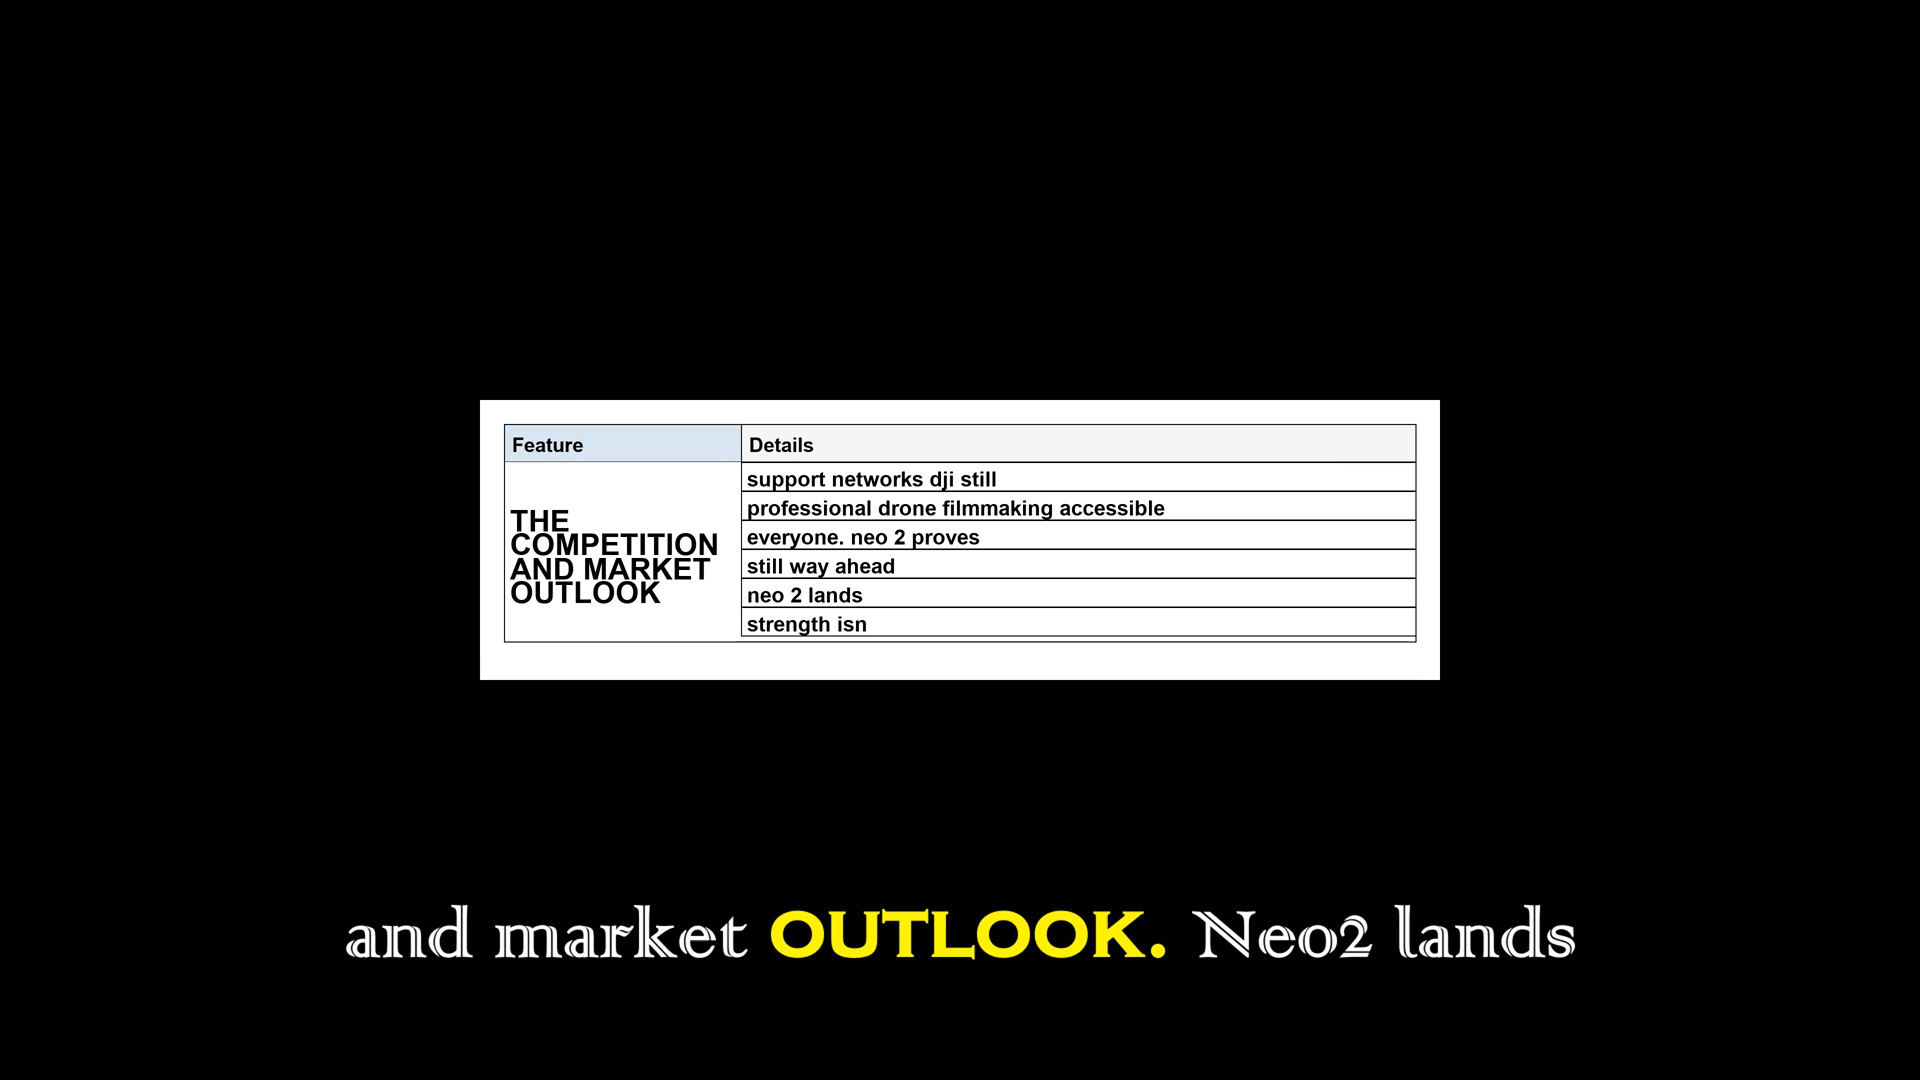 Feature
Details
THE
COMPETITION
AND MARKET
OUTLOOK
support networks dji still
professional drone filmmaking accessible
everyone. neo 2 proves
still way ahead
neo 2 lands
strength isn
and market OUTLOOK. Neo2 lands